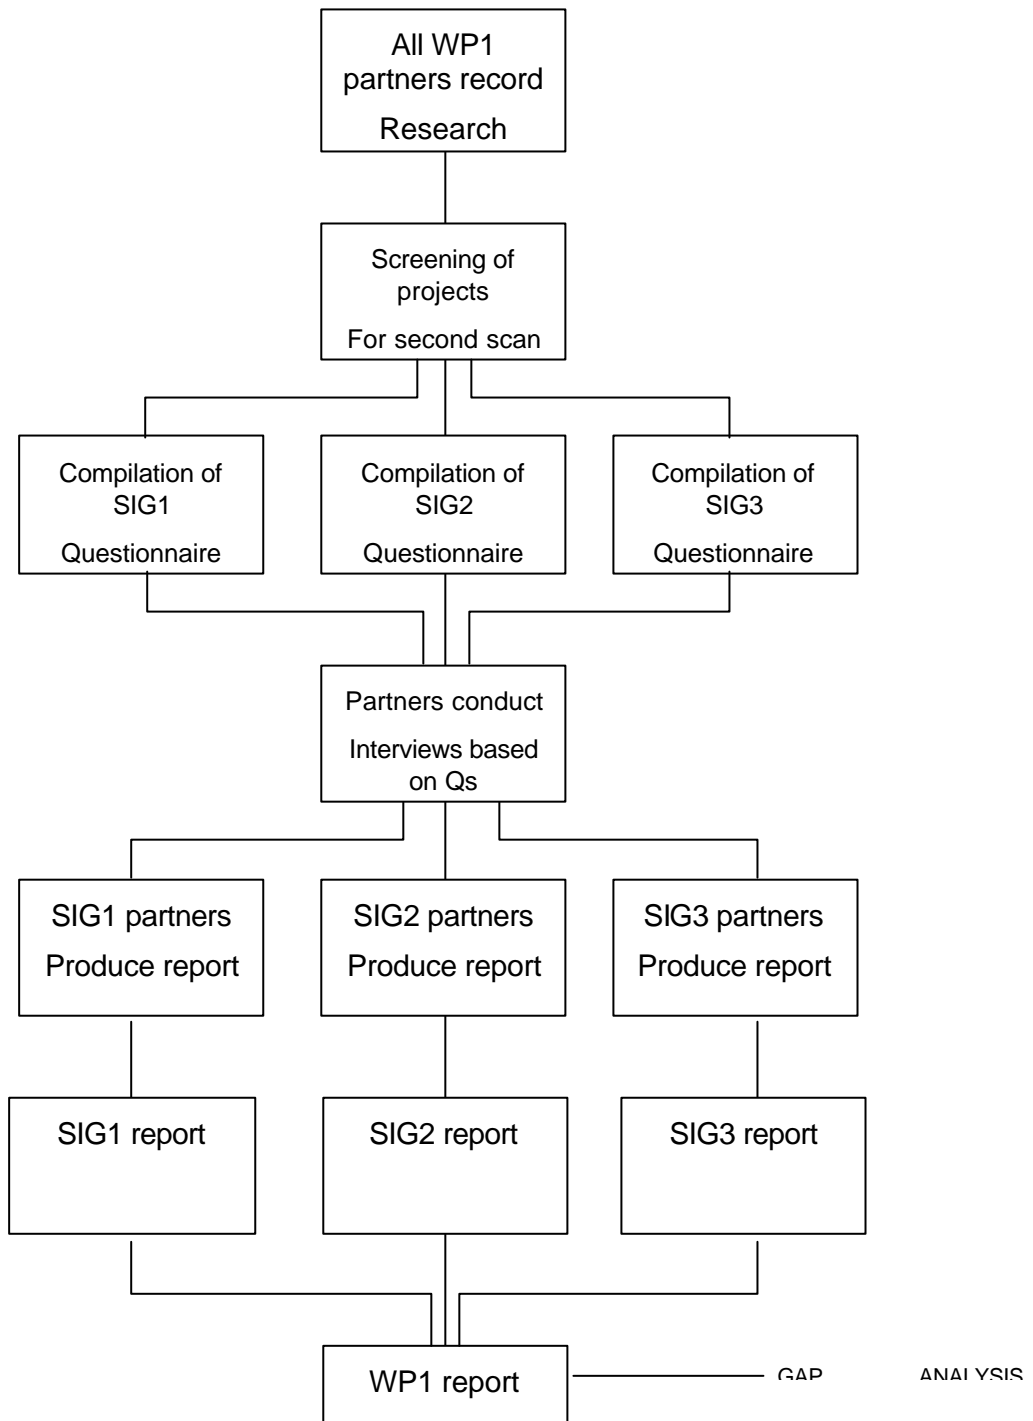 All WP1
partners record
Research
Screening of
projects
For second scan
Compilation of
SIG1
Questionnaire
Compilation of
SIG2
Questionnaire
Compilation of
SIG3
Questionnaire
Partners conduct
Interviews based
on Qs
SIG1 partners
Produce report
SIG2 partners
Produce report
SIG3 partners
Produce report
SIG1 report
SIG2 report
SIG3 report
WP1 report
GAP ANALYSIS